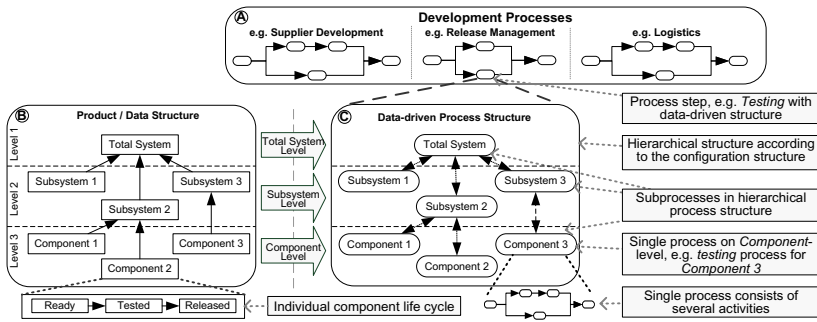 A
Development Processes
e.g. Supplier Development
e.g. Release Management
e.g. Logistics
Process step, e.g. Testing with
data-driven structure
B
Product / Data Structure
Level 1
Total System
Level 2
Subsystem 1
Subsystem 3
Subsystem 2
Level 3
Component 1
Component 3
Component 2
Ready
Tested
Released
Individual component life cycle
Total System
Level
Subsystem
Level
Component
Level
C
Data-driven Process Structure
Total System
Subsystem 1
Subsystem 3
Subsystem 2
Component 1
Component 3
Component 2
Hierarchical structure according
to the configuration structure
Subprocesses in hierarchical
process structure
Single process on Component-
level, e.g. testing process for
Component 3
Single process consists of
several activities